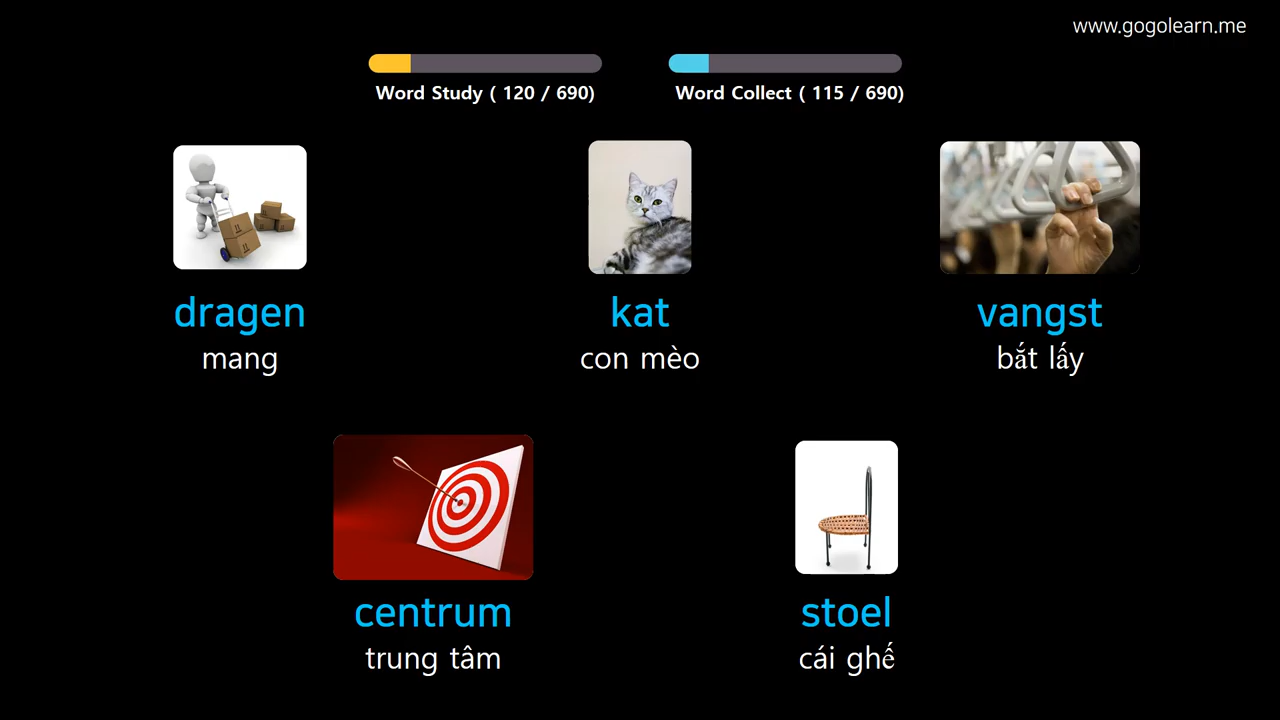 www.gogolearn.me
Word Study ( 120 / 690)
Word Collect ( 115 / 690)
dragen
mang
kat
con mèo
vangst
bắt lấy
centrum
trung tâm
stoel
cái ghế